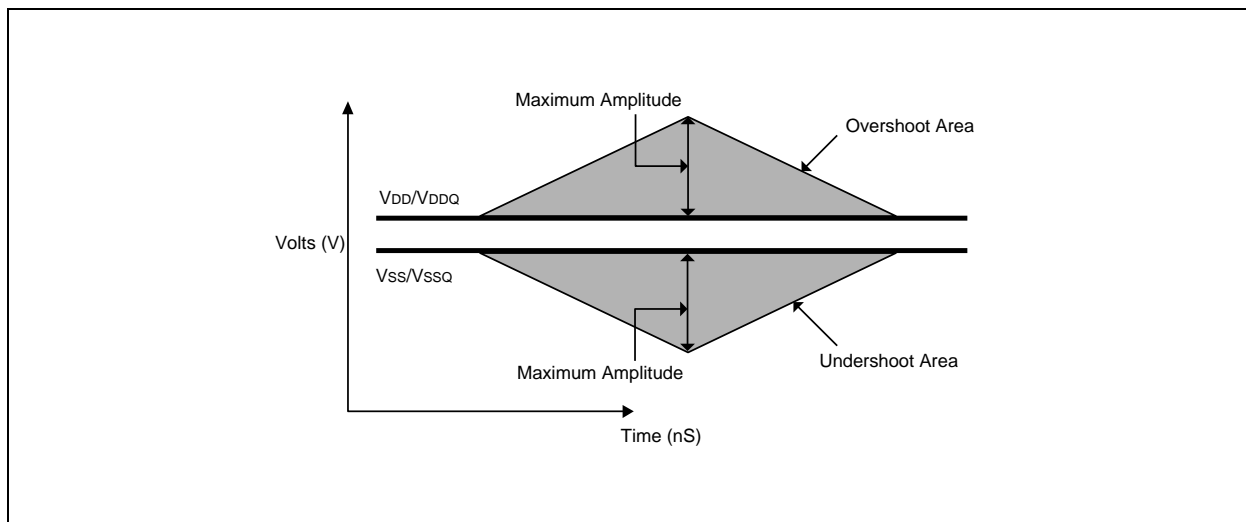 Maximum Amplitude
Overshoot Area
VDD/VDDQ
Volts (V)
VSS/VSSQ
Undershoot Area
Maximum Amplitude
Time (nS)